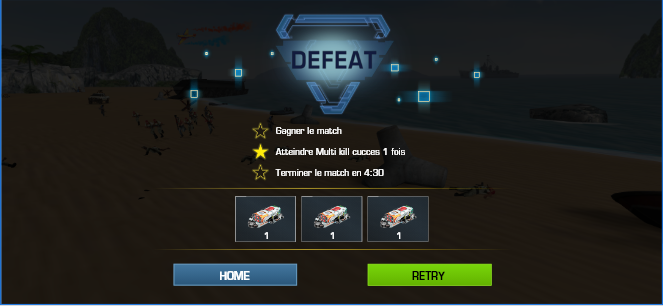 DEFEAT
Gagner le match
Atteindre Multi kill cucces 1 fois
Terminer le match en 4:30
1 1 1
HOME RETRY